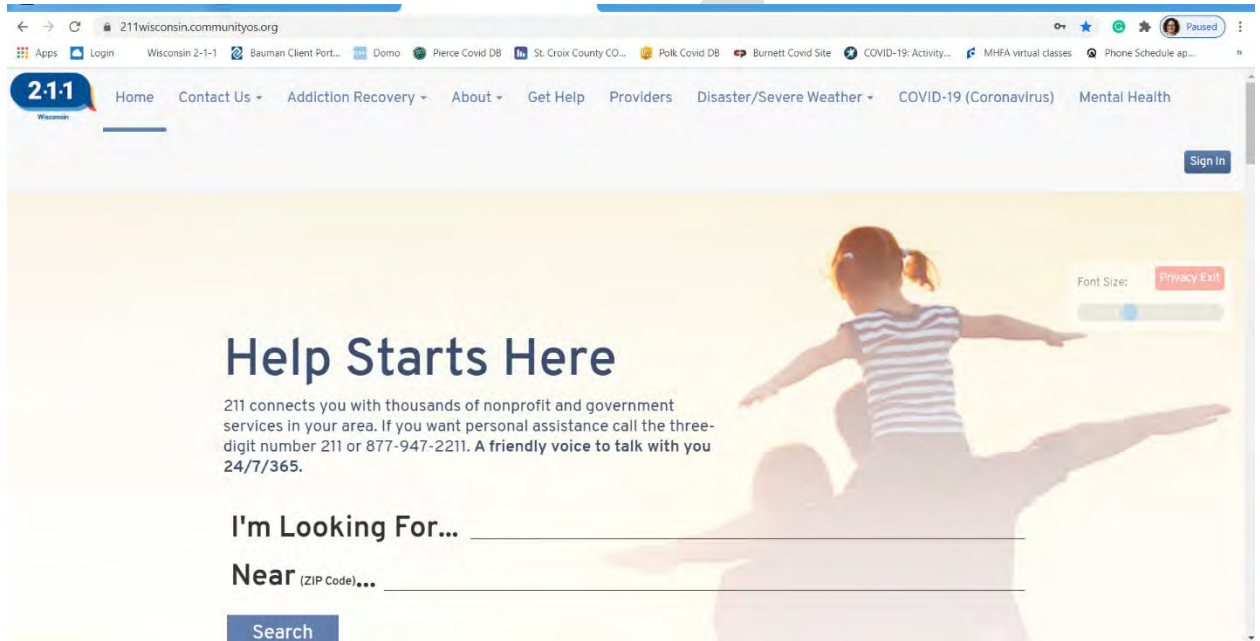 211wisconsin.communityos.org
Paused
Apps Login Wisconsin 2-1-1 Bauman Client Port... Domo Pierce Covid DB St. Croix County CO... Polk Covid DB Burnett Covid Site COVID-19: Activity... MHFA virtual classes Phone Schedule ap... »
2·1·1
Wisconsin
Home Contact Us Addiction Recovery About Get Help Providers Disaster/Severe Weather COVID-19 (Coronavirus) Mental Health
Sign In
Font Size: Privacy Exit
Help Starts Here
211 connects you with thousands of nonprofit and government
services in your area. If you want personal assistance call the three-
digit number 211 or 877-947-2211. A friendly voice to talk with you
24/7/365.
I'm Looking For...
Near (ZIP Code)...
Search